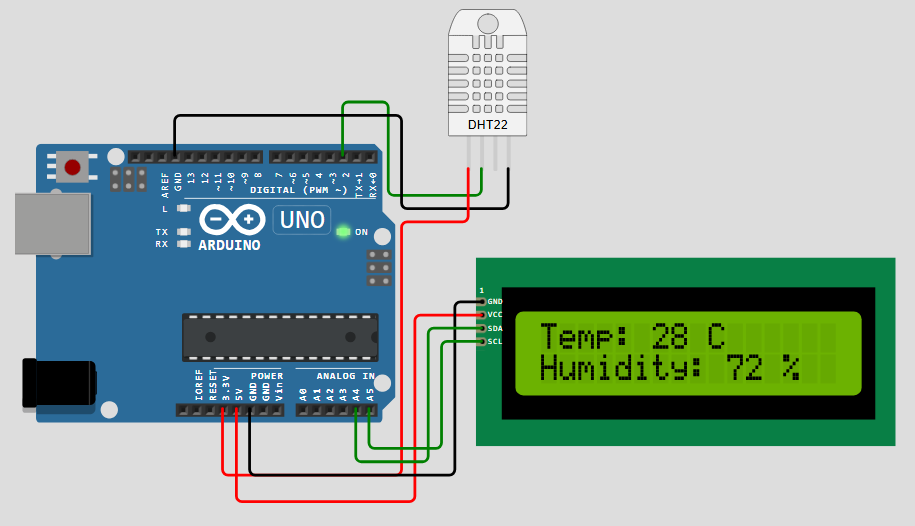 DHT22
AREF
GND
13
12
~11
~10
~9
8
7
~6
~5
4
~3
2
TX→1
RX←0
DIGITAL (PWM ~)
L
TX
RX
UNO
ON
ARDUINO
1
GND
VCC
SDA
SCL
Temp: 28 C
Humidity: 72 %
POWER
ANALOG IN
IOREF
RESET
3.3V
5V
GND
GND
Vin
A0
A1
A2
A3
A4
A5